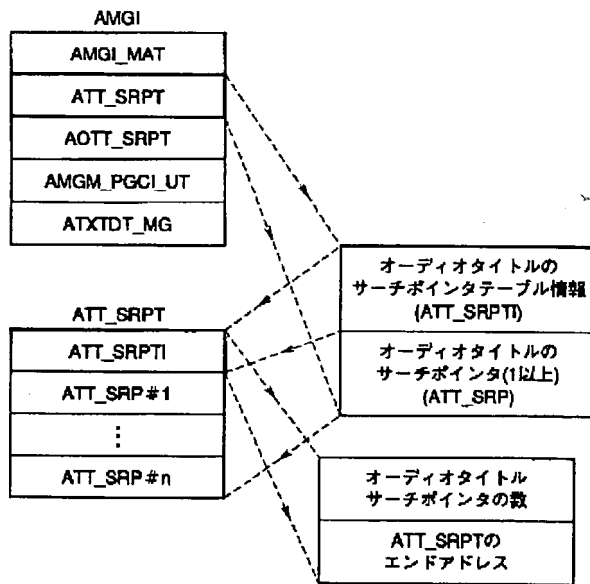 AMGI
AMGI_MAT
ATT_SRPT
AOTT_SRPT
AMGM_PGCI_UT
ATXTDT_MG
オーディオタイトルの
サーチポインタテーブル情報
(ATT_SRPTI)
オーディオタイトルの
サーチポインタ(1以上)
(ATT_SRP)
ATT_SRPT
ATT_SRPTI
ATT_SRP#1
⋮
ATT_SRP#n
オーディオタイトル
サーチポインタの数
ATT_SRPTの
エンドアドレス